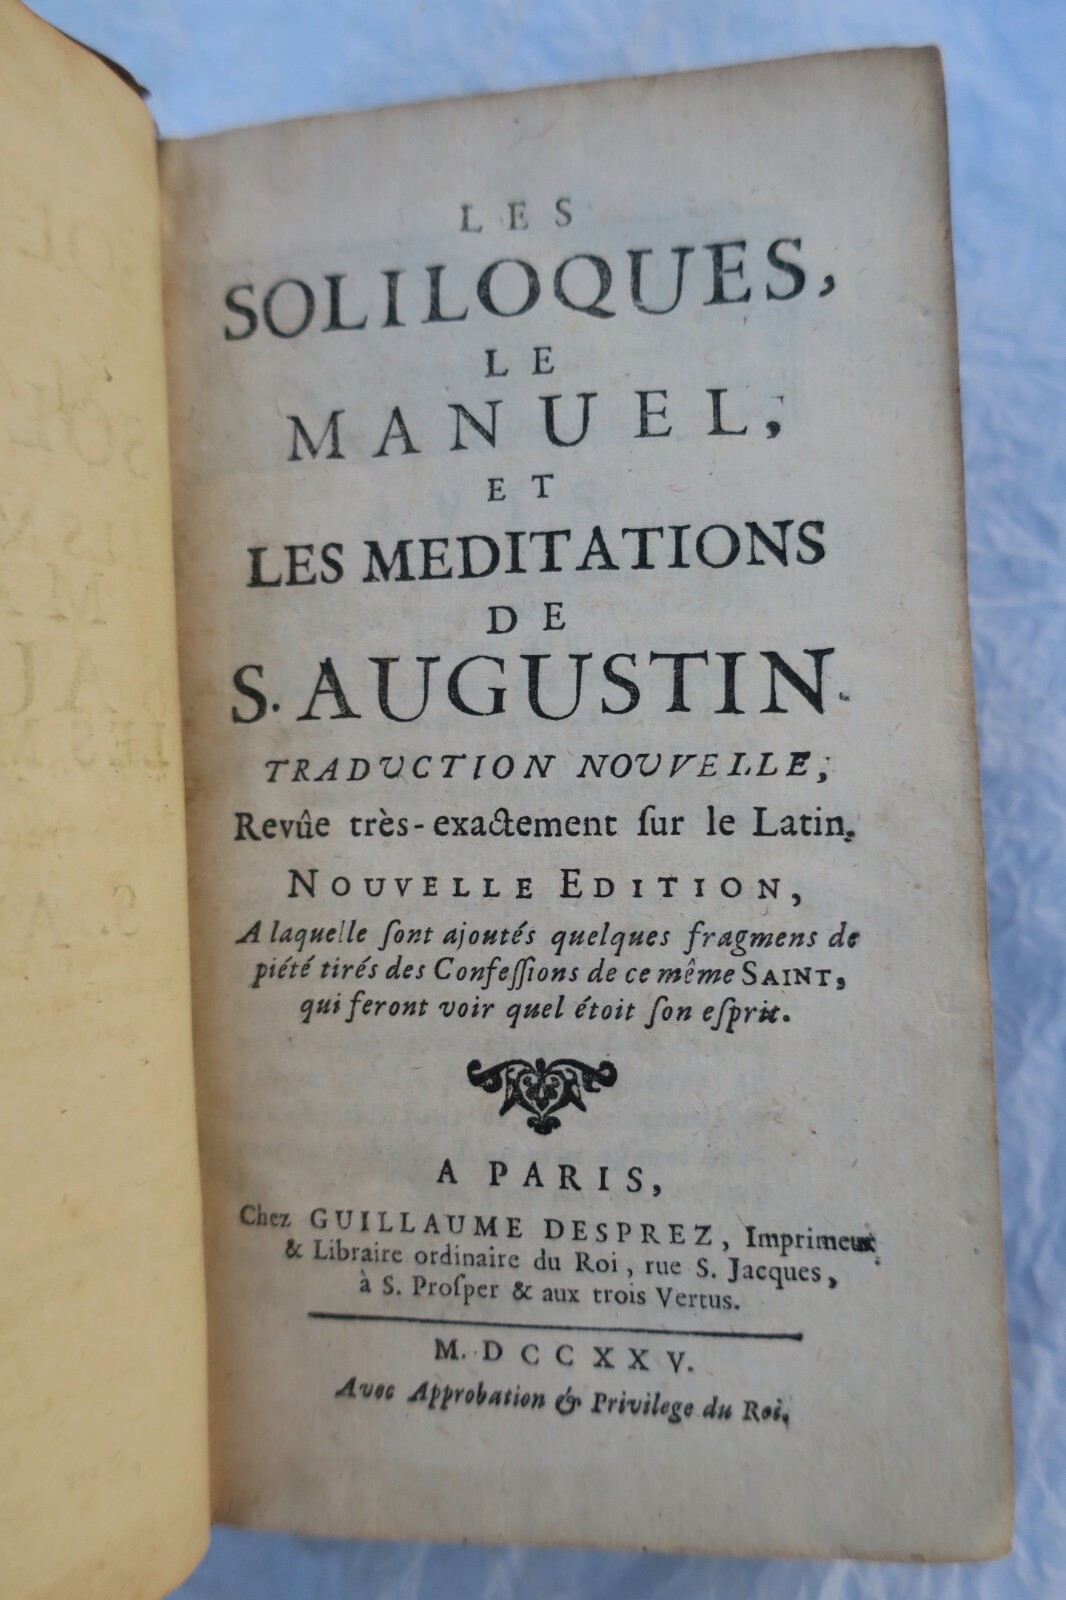 LES
SOLILOQUES,
LE
MANUEL,
ET
LES MEDITATIONS
DE
S. AUGUSTIN.
TRADUCTION NOUVELLE,
Revûe très-exactement ſur le Latin.
NOUVELLE EDITION,
A laquelle ſont ajoutés quelques fragmens de
piété tirés des Confeſſions de ce même SAINT,
qui feront voir quel étoit ſon eſprit.
A PARIS,
Chez GUILLAUME DESPREZ, Imprimeur
& Libraire ordinaire du Roi, rue S. Jacques,
à S. Proſper & aux trois Vertus.
M. DCCXXV.
Avec Approbation & Privilege du Roi.